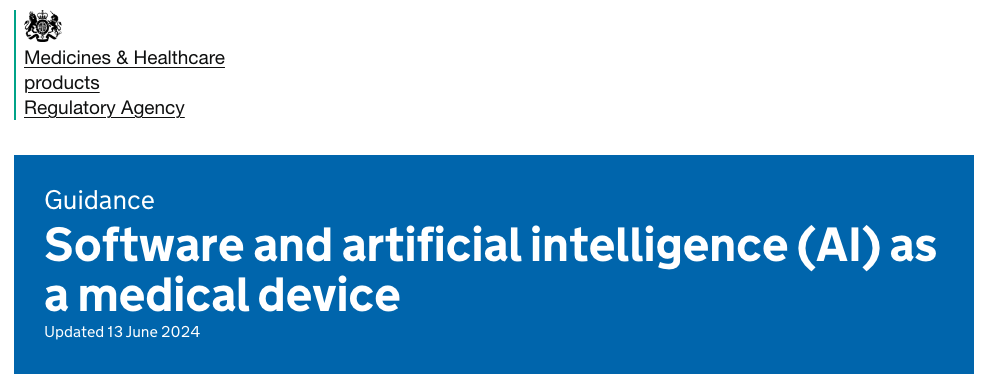 Medicines & Healthcare
products
Regulatory Agency
Guidance
Software and artificial intelligence (AI) as
a medical device
Updated 13 June 2024